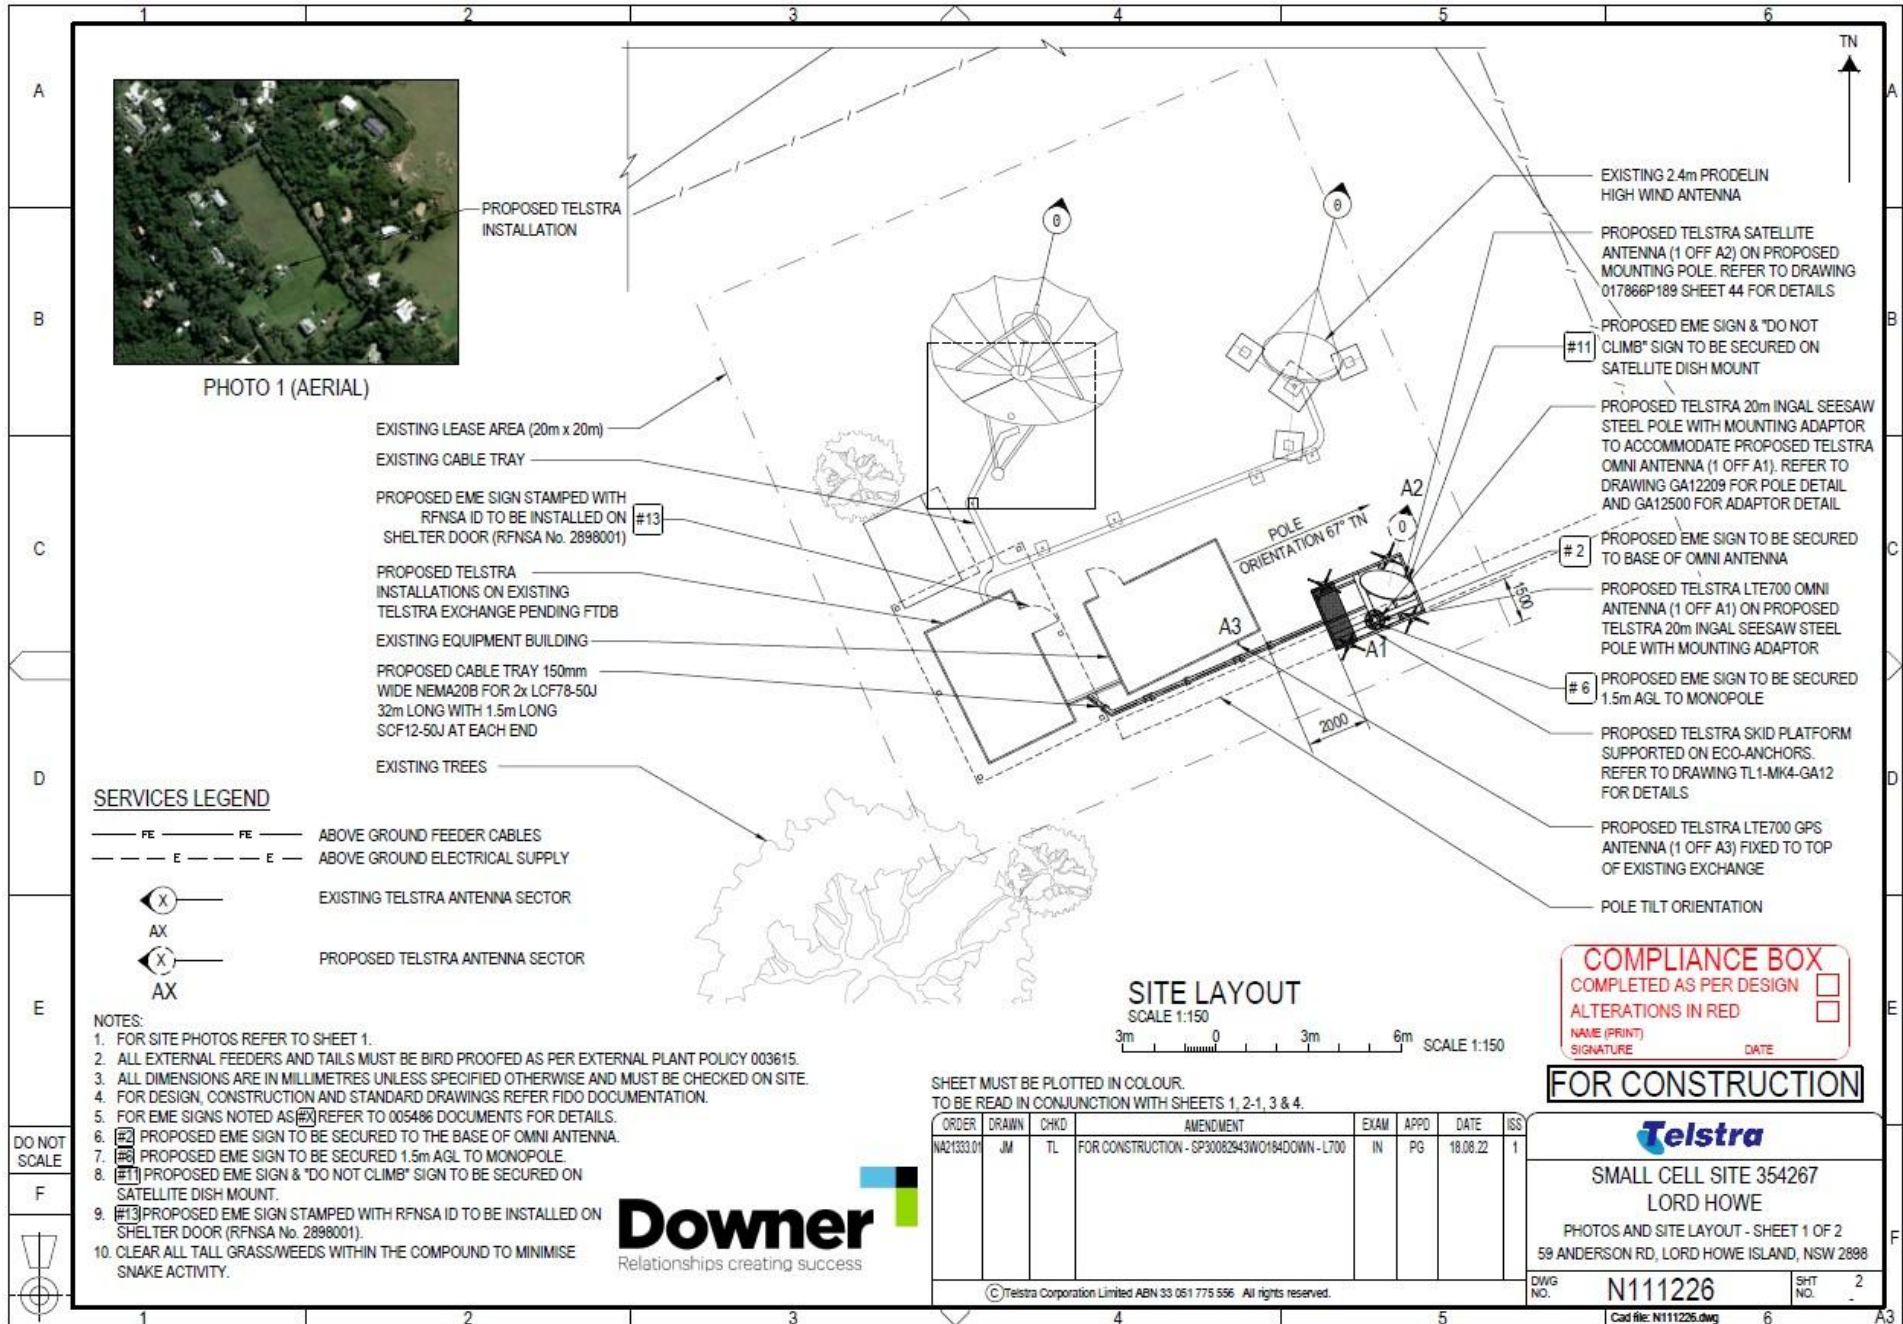 1 2 3 4 5 6
A
B
C
D
E
DO NOT
SCALE
F
A
B
C
D
E
F
TN
PROPOSED TELSTRA
INSTALLATION
PHOTO 1 (AERIAL)
EXISTING LEASE AREA (20m x 20m)
EXISTING CABLE TRAY
PROPOSED EME SIGN STAMPED WITH
RFNSA ID TO BE INSTALLED ON
SHELTER DOOR (RFNSA No. 2898001)
#13
PROPOSED TELSTRA
INSTALLATIONS ON EXISTING
TELSTRA EXCHANGE PENDING FTDB
EXISTING EQUIPMENT BUILDING
PROPOSED CABLE TRAY 150mm
WIDE NEMA20B FOR 2x LCF78-50J
32m LONG WITH 1.5m LONG
SCF12-50J AT EACH END
EXISTING TREES
0
0
0
A2
POLE
ORIENTATION 67° TN
A3
A1
1500
2000
EXISTING 2.4m PRODELIN
HIGH WIND ANTENNA
PROPOSED TELSTRA SATELLITE
ANTENNA (1 OFF A2) ON PROPOSED
MOUNTING POLE. REFER TO DRAWING
017866P189 SHEET 44 FOR DETAILS
#11
PROPOSED EME SIGN & "DO NOT
CLIMB" SIGN TO BE SECURED ON
SATELLITE DISH MOUNT
PROPOSED TELSTRA 20m INGAL SEESAW
STEEL POLE WITH MOUNTING ADAPTOR
TO ACCOMMODATE PROPOSED TELSTRA
OMNI ANTENNA (1 OFF A1). REFER TO
DRAWING GA12209 FOR POLE DETAIL
AND GA12500 FOR ADAPTOR DETAIL
# 2
PROPOSED EME SIGN TO BE SECURED
TO BASE OF OMNI ANTENNA
PROPOSED TELSTRA LTE700 OMNI
ANTENNA (1 OFF A1) ON PROPOSED
TELSTRA 20m INGAL SEESAW STEEL
POLE WITH MOUNTING ADAPTOR
# 6
PROPOSED EME SIGN TO BE SECURED
1.5m AGL TO MONOPOLE
PROPOSED TELSTRA SKID PLATFORM
SUPPORTED ON ECO-ANCHORS.
REFER TO DRAWING TL1-MK4-GA12
FOR DETAILS
PROPOSED TELSTRA LTE700 GPS
ANTENNA (1 OFF A3) FIXED TO TOP
OF EXISTING EXCHANGE
POLE TILT ORIENTATION
SERVICES LEGEND
FE FE ABOVE GROUND FEEDER CABLES
E E ABOVE GROUND ELECTRICAL SUPPLY
X EXISTING TELSTRA ANTENNA SECTOR
AX
X PROPOSED TELSTRA ANTENNA SECTOR
AX
NOTES:
1. FOR SITE PHOTOS REFER TO SHEET 1.
2. ALL EXTERNAL FEEDERS AND TAILS MUST BE BIRD PROOFED AS PER EXTERNAL PLANT POLICY 003615.
3. ALL DIMENSIONS ARE IN MILLIMETRES UNLESS SPECIFIED OTHERWISE AND MUST BE CHECKED ON SITE.
4. FOR DESIGN, CONSTRUCTION AND STANDARD DRAWINGS REFER FIDO DOCUMENTATION.
5. FOR EME SIGNS NOTED AS #X REFER TO 005486 DOCUMENTS FOR DETAILS.
6. #2 PROPOSED EME SIGN TO BE SECURED TO THE BASE OF OMNI ANTENNA.
7. #6 PROPOSED EME SIGN TO BE SECURED 1.5m AGL TO MONOPOLE.
8. #11 PROPOSED EME SIGN & "DO NOT CLIMB" SIGN TO BE SECURED ON
SATELLITE DISH MOUNT.
9. #13 PROPOSED EME SIGN STAMPED WITH RFNSA ID TO BE INSTALLED ON
SHELTER DOOR (RFNSA No. 2898001).
10. CLEAR ALL TALL GRASS/WEEDS WITHIN THE COMPOUND TO MINIMISE
SNAKE ACTIVITY.
Downer
Relationships creating success
SITE LAYOUT
SCALE 1:150
3m 0 3m 6m SCALE 1:150
SHEET MUST BE PLOTTED IN COLOUR.
TO BE READ IN CONJUNCTION WITH SHEETS 1, 2-1, 3 & 4.
ORDER DRAWN CHKD AMENDMENT EXAM APPD DATE ISS
NA21333.01 JM TL FOR CONSTRUCTION - SP30082943WO184DOWN - L700 IN PG 18.08.22 1
© Telstra Corporation Limited ABN 33 051 775 556 All rights reserved.
COMPLIANCE BOX
COMPLETED AS PER DESIGN
ALTERATIONS IN RED
NAME (PRINT)
SIGNATURE DATE
FOR CONSTRUCTION
Telstra
SMALL CELL SITE 354267
LORD HOWE
PHOTOS AND SITE LAYOUT - SHEET 1 OF 2
59 ANDERSON RD, LORD HOWE ISLAND, NSW 2898
DWG
NO.
N111226
SHT
NO.
2
-
Cad file: N111226.dwg
1 2 3 4 5 6 A3